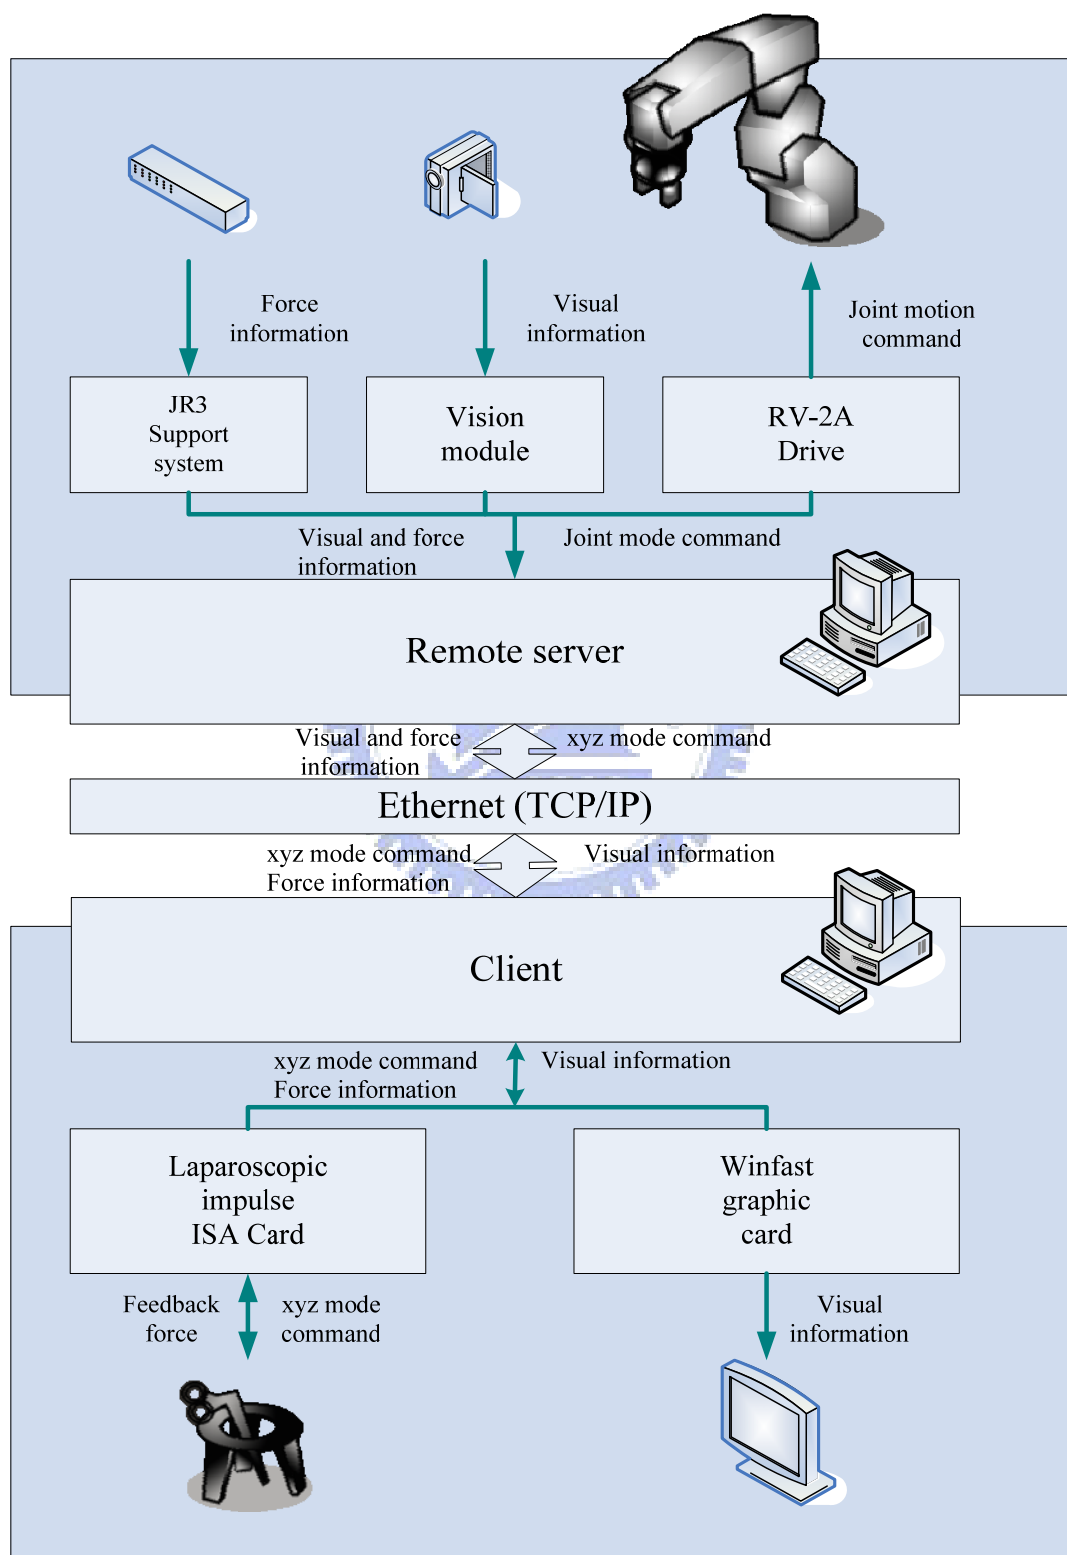 Force
information
Visual
information
Joint motion
command
JR3
Support
system
Vision
module
RV-2A
Drive
Visual and force
information
Joint mode command
Remote server
Visual and force
information
xyz mode command
Ethernet (TCP/IP)
xyz mode command
Force information
Visual information
Client
xyz mode command
Force information
Visual information
Laparoscopic
impulse
ISA Card
Winfast
graphic
card
Feedback
force
xyz mode
command
Visual
information